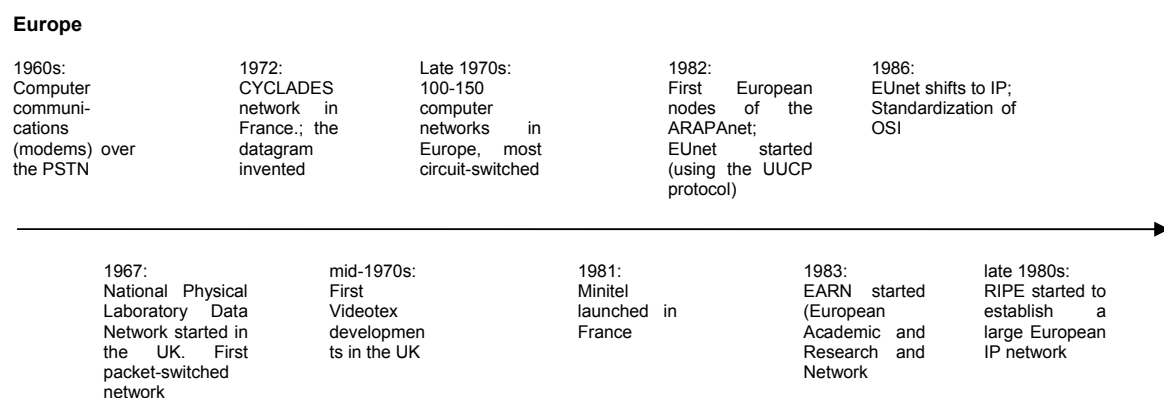 Europe
1960s:
Computer
communi-
cations
(modems) over
the PSTN
1972:
CYCLADES
network in
France.; the
datagram
invented
Late 1970s:
100-150
computer
networks in
Europe, most
circuit-switched
1982:
First European
nodes of the
ARAPAnet;
EUnet started
(using the UUCP
protocol)
1986:
EUnet shifts to IP;
Standardization of
OSI
1967:
National Physical
Laboratory Data
Network started in
the UK. First
packet-switched
network
mid-1970s:
First
Videotex
developmen
ts in the UK
1981:
Minitel
launched in
France
1983:
EARN started
(European
Academic and
Research and
Network
late 1980s:
RIPE started to
establish a
large European
IP network